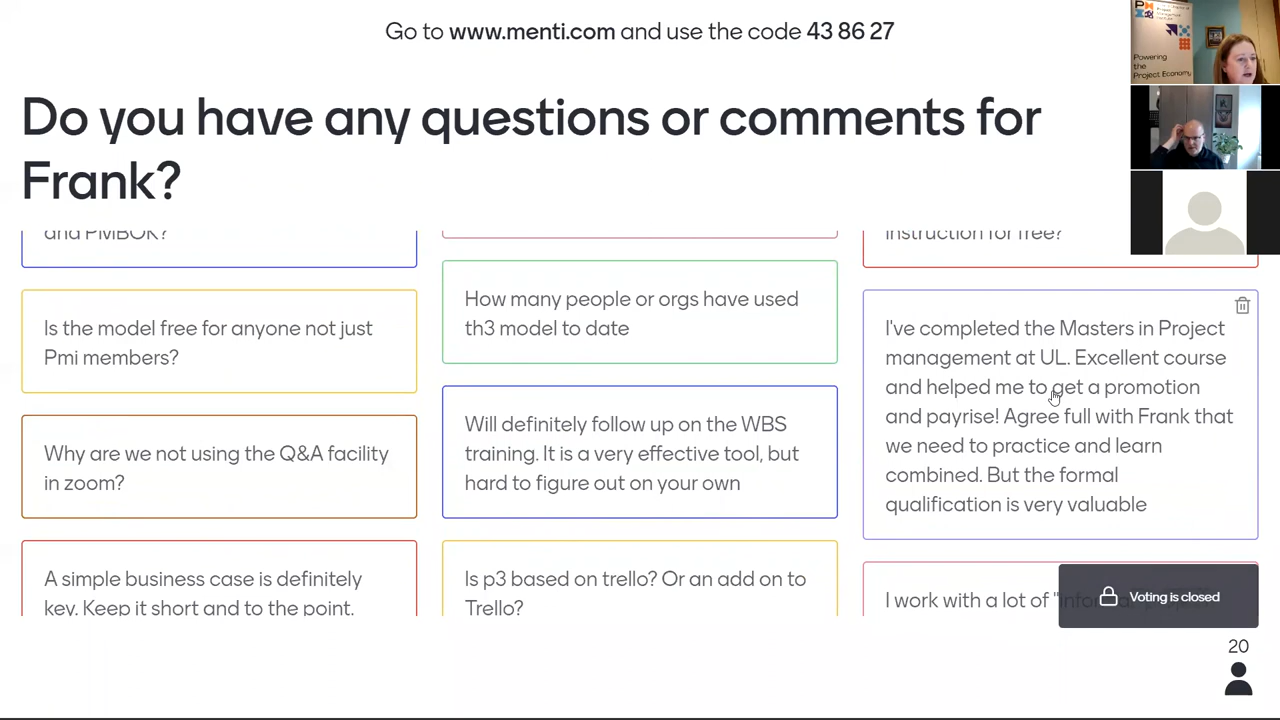 Go to www.menti.com and use the code 43 86 27
Do you have any questions or comments for
Frank?
and PMBOK?
Is the model free for anyone not just
Pmi members?
Why are we not using the Q&A facility
in zoom?
A simple business case is definitely
key. Keep it short and to the point.
How many people or orgs have used
th3 model to date
Will definitely follow up on the WBS
training. It is a very effective tool, but
hard to figure out on your own
Is p3 based on trello? Or an add on to
Trello?
instruction for free?
I've completed the Masters in Project
management at UL. Excellent course
and helped me to get a promotion
and payrise! Agree full with Frank that
we need to practice and learn
combined. But the formal
qualification is very valuable
I work with a lot of
Voting is closed
20
Powering
the
Project Economy